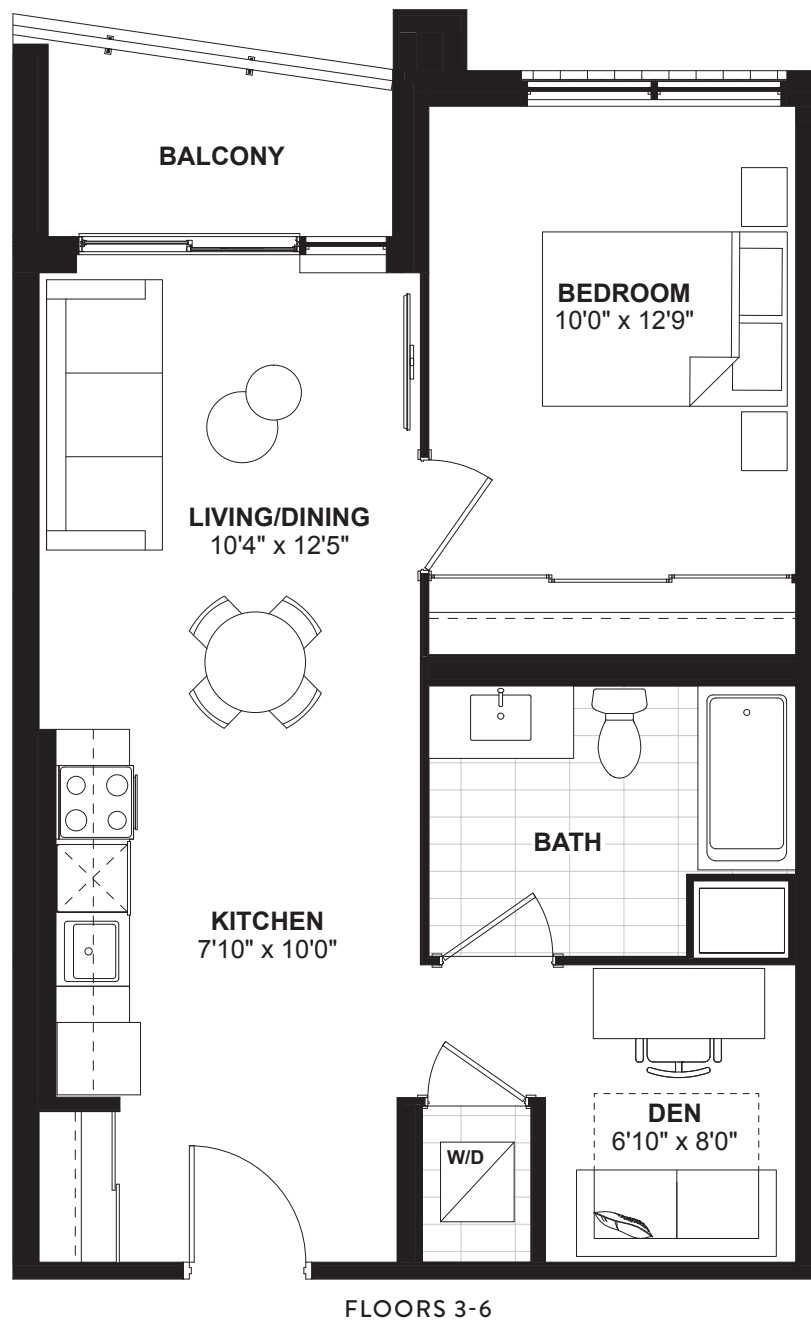 BALCONY
BEDROOM
10'0" x 12'9"
LIVING/DINING
10'4" x 12'5"
BATH
KITCHEN
7'10" x 10'0"
DEN
6'10" x 8'0"
W/D
FLOORS 3-6